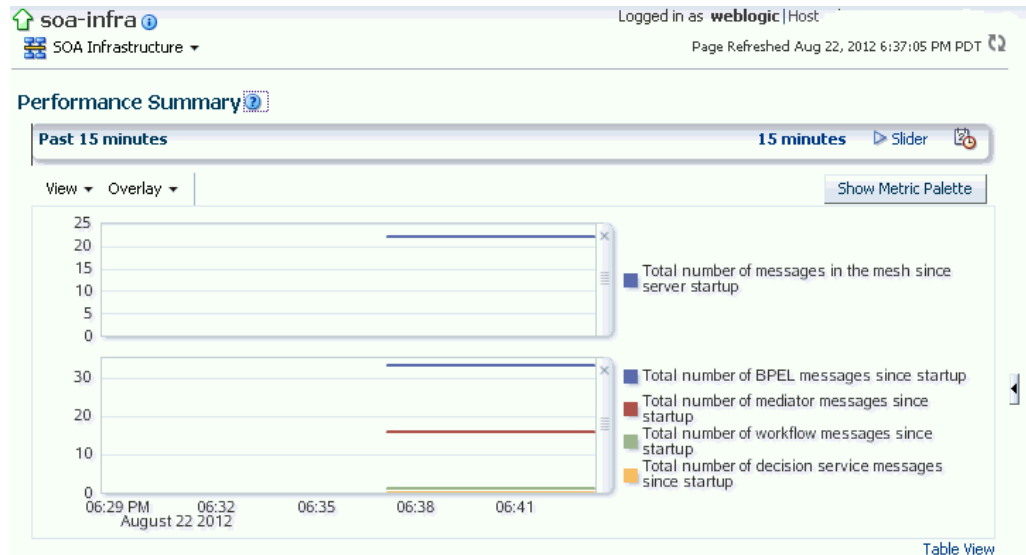 soa-infra
Logged in as weblogic|Host
SOA Infrastructure
Page Refreshed Aug 22, 2012 6:37:05 PM PDT
Performance Summary
Past 15 minutes
15 minutes
Slider
View
Overlay
Show Metric Palette
25
20
15
10
5
0
Total number of messages in the mesh since
server startup
30
20
10
0
Total number of BPEL messages since startup
Total number of mediator messages since
startup
Total number of workflow messages since
startup
Total number of decision service messages
since startup
06:29 PM
06:32
06:35
06:38
06:41
August 22 2012
Table View